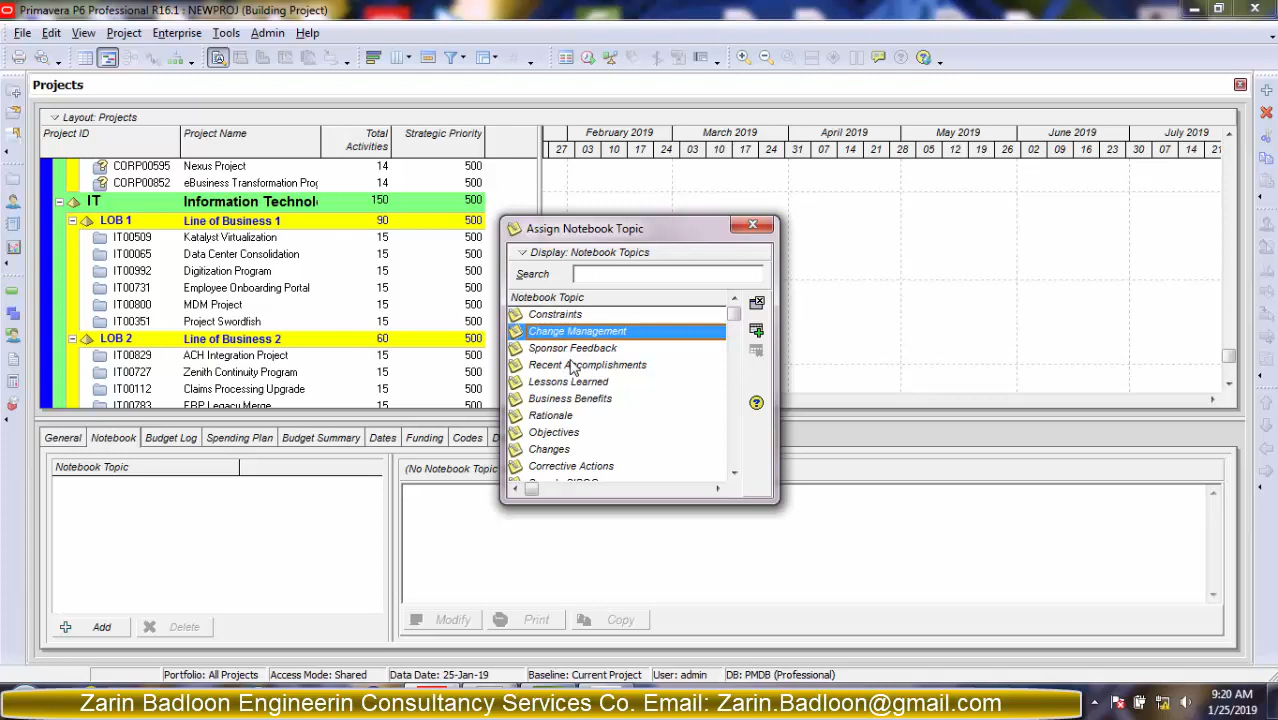 Primavera P6 Professional R16.1 : NEWPROJ (Building Project)
File Edit View Project Enterprise Tools Admin Help
Projects
Layout: Projects
Project ID Project Name Total Activities Strategic Priority
February 2019 March 2019 April 2019 May 2019 June 2019 July 2019
27 03 10 17 24 03 10 17 24 31 07 14 21 28 05 12 19 26 02 09 16 23 30 07 14 21
CORP00595 Nexus Project 14 500
CORP00852 eBusiness Transformation Prog 14 500
IT Information Technol 150 500
LOB 1 Line of Business 1 90 500
IT00509 Katalyst Virtualization 15 500
IT00065 Data Center Consolidation 15 500
IT00992 Digitization Program 15 500
IT00731 Employee Onboarding Portal 15 500
IT00800 MDM Project 15 500
IT00351 Project Swordfish 15 500
LOB 2 Line of Business 2 60 500
IT00829 ACH Integration Project 15 500
IT00727 Zenith Continuity Program 15 500
IT00112 Claims Processing Upgrade 15 500
ERP Legacy Merge
Assign Notebook Topic
Display: Notebook Topics
Search
Notebook Topic
Constraints
Change Management
Sponsor Feedback
Recent Accomplishments
Lessons Learned
Business Benefits
Rationale
Objectives
Changes
Corrective Actions
General Notebook Budget Log Spending Plan Budget Summary Dates Funding Codes
Notebook Topic
(No Notebook Topic
Add Delete
Modify Print Copy
Portfolio: All Projects Access Mode: Shared Data Date: 25-Jan-19 Baseline: Current Project User: admin DB: PMDB (Professional)
Zarin Badloon Engineerin Consultancy Services Co. Email: Zarin.Badloon@gmail.com
9:20 AM
1/25/2019